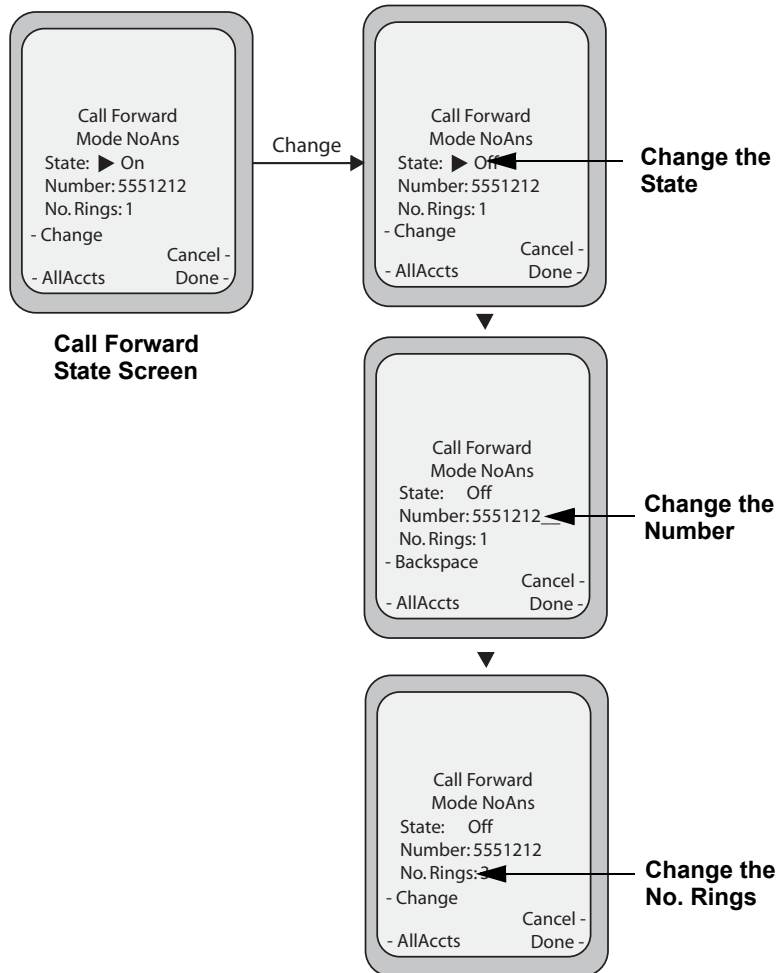 Call Forward
Mode NoAns
State: ▶ On
Number: 5551212
No. Rings: 1
- Change
Cancel -
- AllAccts Done -
Call Forward
State Screen
Change
Call Forward
Mode NoAns
State: ▶ Off
Number: 5551212
No. Rings: 1
- Change
Cancel -
- AllAccts Done -
Change the
State
Call Forward
Mode NoAns
State: Off
Number: 5551212__
No. Rings: 1
- Backspace
Cancel -
- AllAccts Done -
Change the
Number
Call Forward
Mode NoAns
State: Off
Number: 5551212
No. Rings: 3
- Change
Cancel -
- AllAccts Done -
Change the
No. Rings